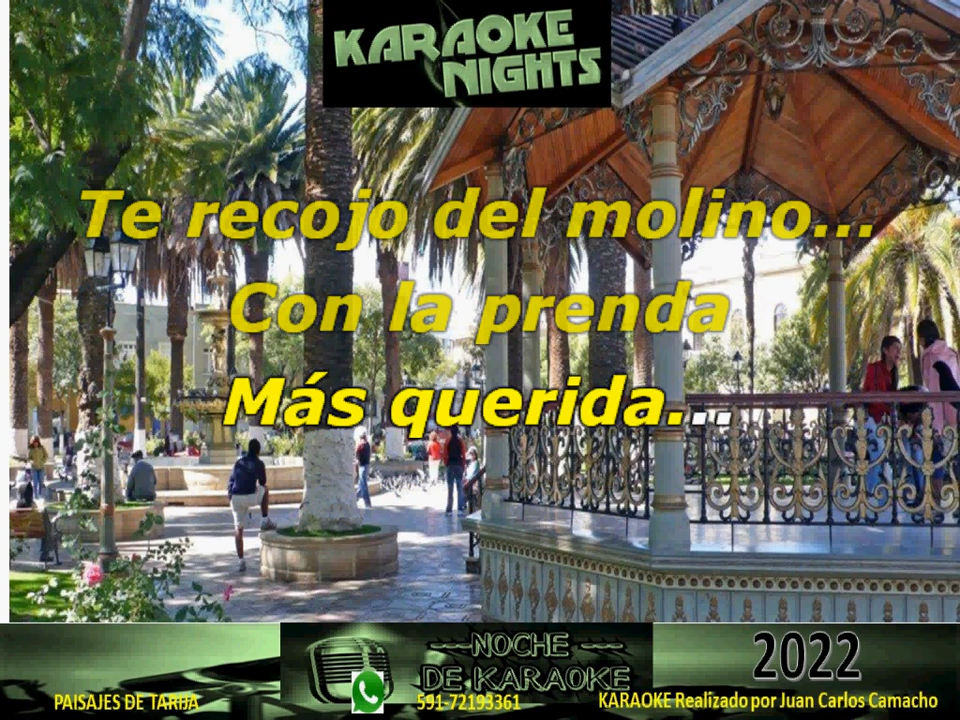 KARAOKE
NIGHTS
Te recojo del molino...
Con la prenda
Más querida...
NOCHE
DE KARAOKE
2022
PAISAJES DE TARIJA
591-72193361
KARAOKE Realizado por Juan Carlos Camacho